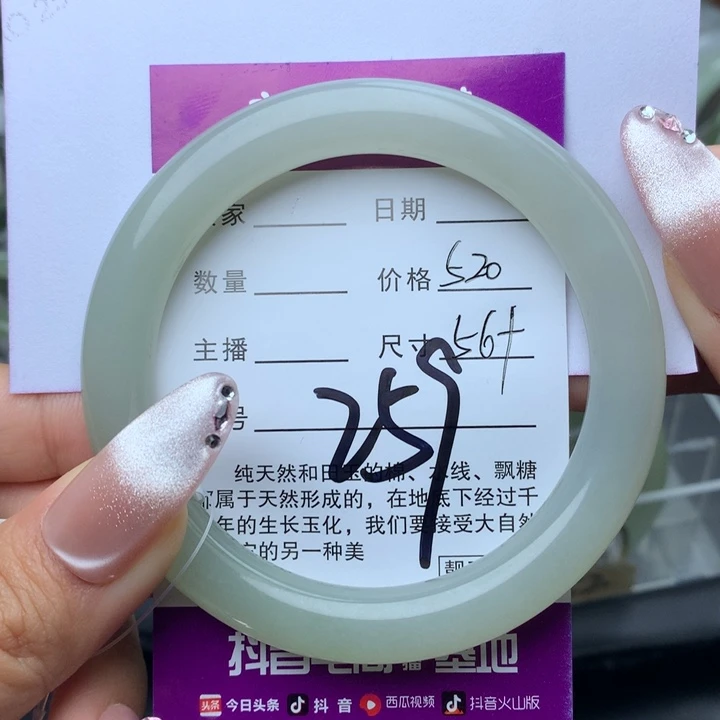 家 日期
数量 价格 520
主播 尺寸 56+
号
259
纯天然和田玉的棉、水线、飘糖
属于天然形成的，在地底下经过千
年的生长玉化，我们要接受大自然
的另一种美
靓
抖音电商直播基地
今日头条 抖音 西瓜视频 抖音火山版